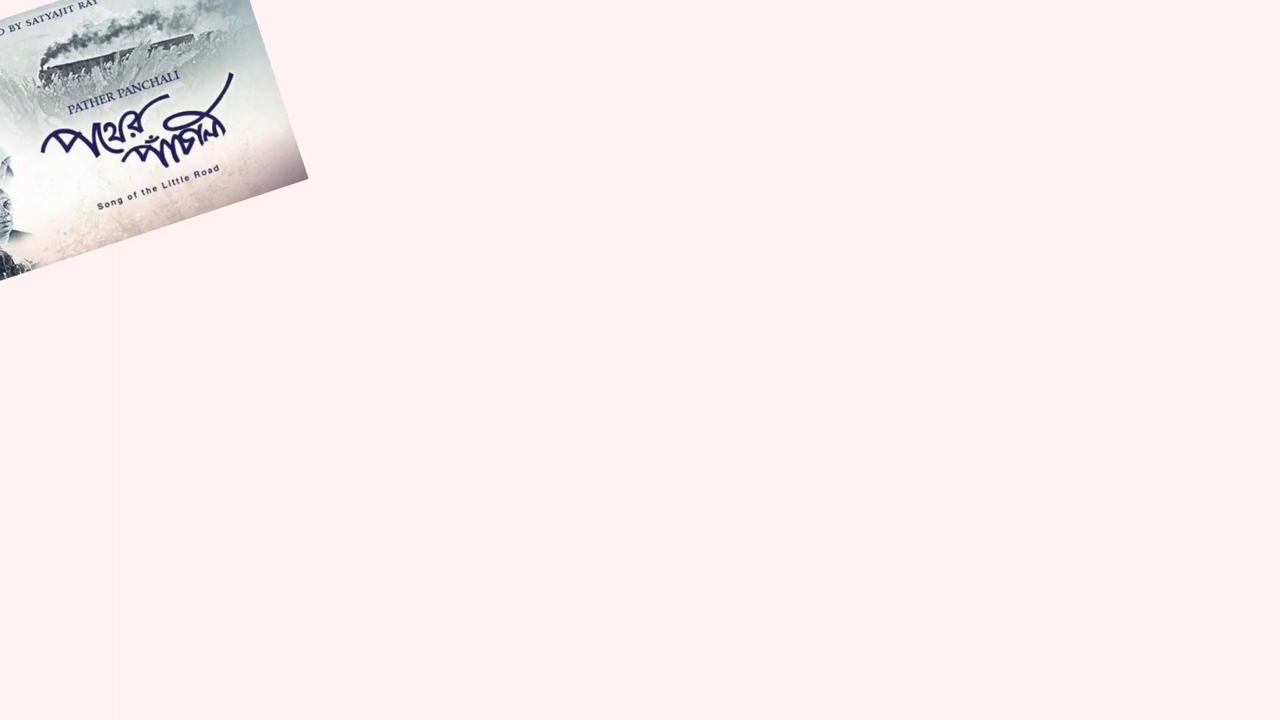 BY SATYAJIT RAY
PATHER PANCHALI
পথের
পাঁচালী
Song of the Little Road